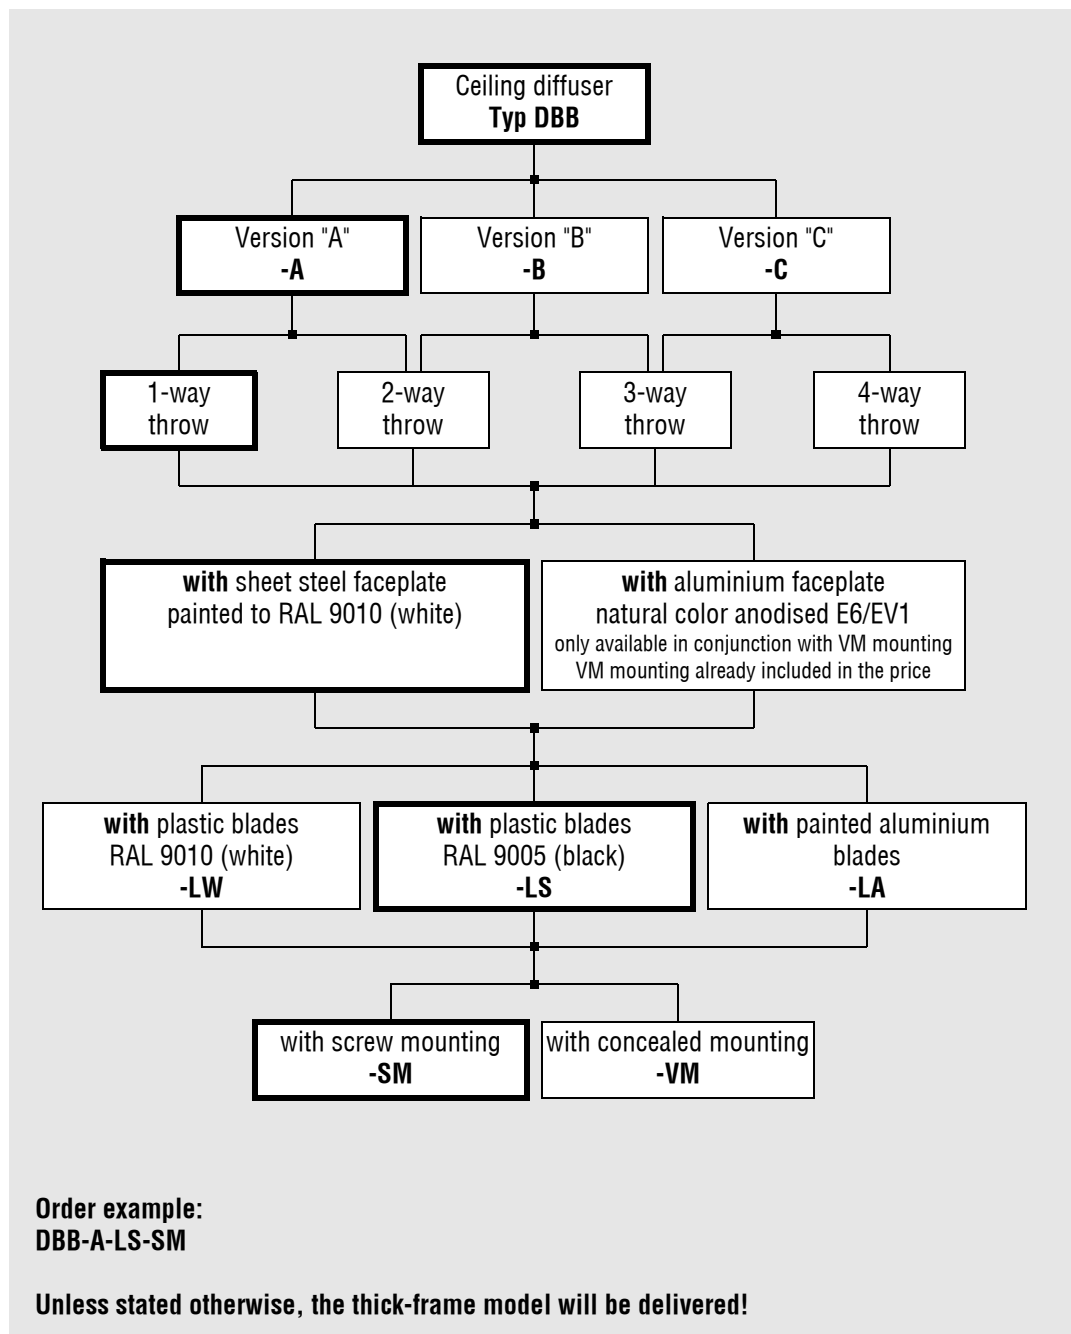 Ceiling diffuser
Typ DBB
Version "A"
-A
Version "B"
-B
Version "C"
-C
1-way
throw
2-way
throw
3-way
throw
4-way
throw
with sheet steel faceplate
painted to RAL 9010 (white)
with aluminium faceplate
natural color anodised E6/EV1
only available in conjunction with VM mounting
VM mounting already included in the price
with plastic blades
RAL 9010 (white)
-LW
with plastic blades
RAL 9005 (black)
-LS
with painted aluminium
blades
-LA
with screw mounting
-SM
with concealed mounting
-VM
Order example:
DBB-A-LS-SM
Unless stated otherwise, the thick-frame model will be delivered!